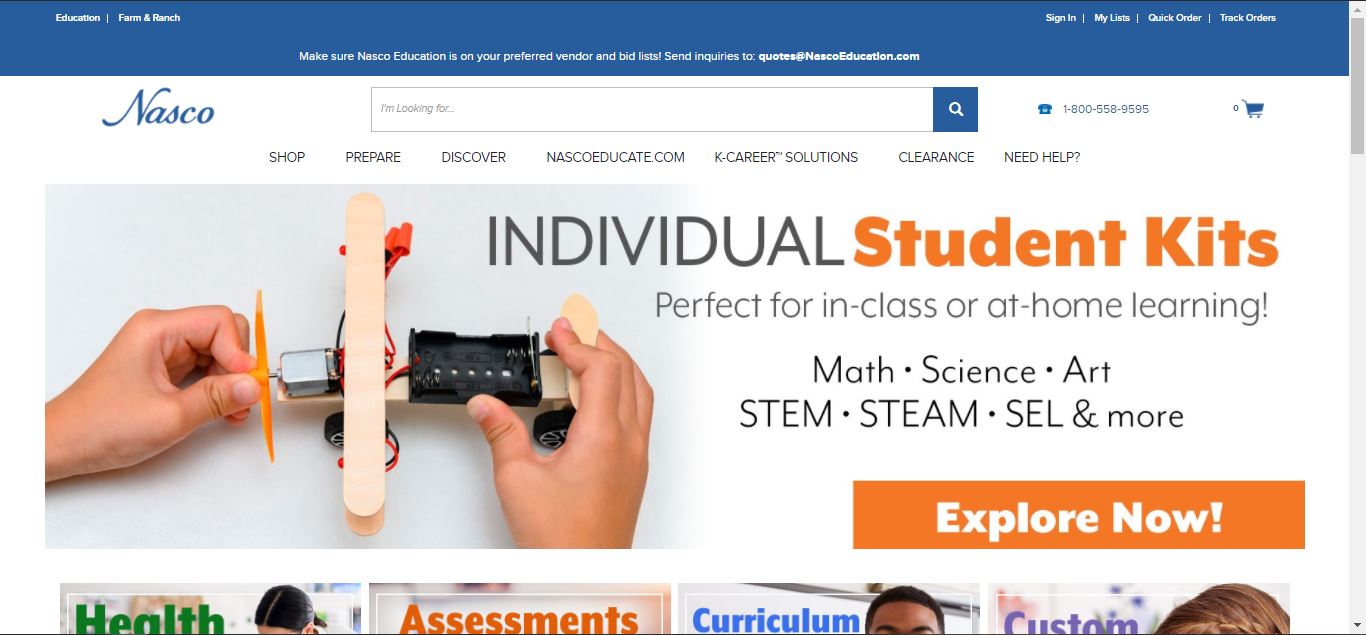 Education | Farm & Ranch
Sign In | My Lists | Quick Order | Track Orders
Make sure Nasco Education is on your preferred vendor and bid lists! Send inquiries to: quotes@NascoEducation.com
Nasco
I'm Looking for...
1-800-558-9595
0
SHOP PREPARE DISCOVER NASCOEDUCATE.COM K-CAREER™ SOLUTIONS CLEARANCE NEED HELP?
INDIVIDUAL Student Kits
Perfect for in-class or at-home learning!
Math • Science • Art
STEM • STEAM • SEL & more
Explore Now!
Health
Assessments
Curriculum
Custom